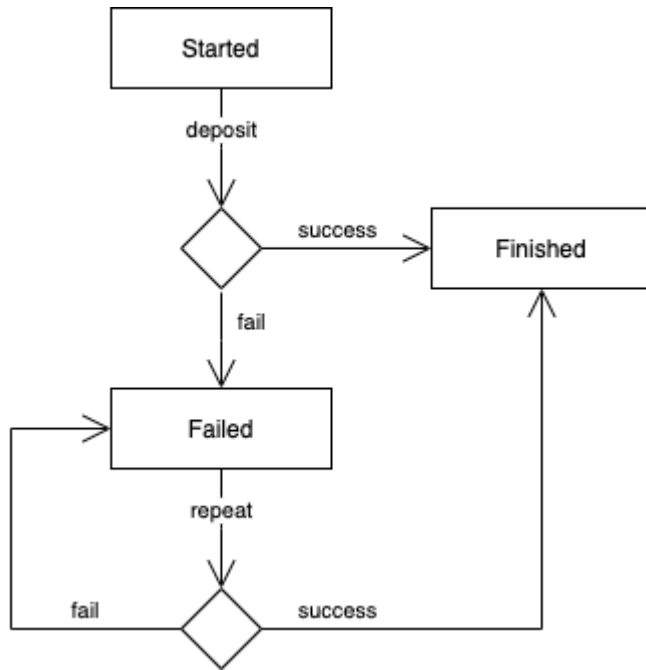 Started
deposit
success
Finished
fail
Failed
repeat
fail
success